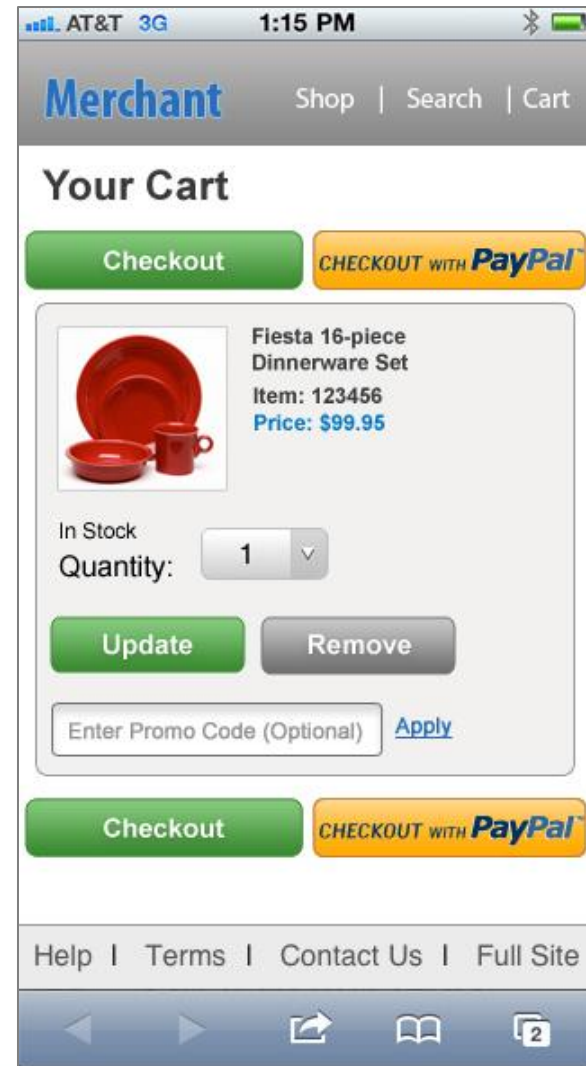 AT&T 3G 1:15 PM
Merchant Shop | Search | Cart
Your Cart
Checkout CHECKOUT WITH PayPal™
Fiesta 16-piece
Dinnerware Set
Item: 123456
Price: $99.95
In Stock
Quantity: 1
Update Remove
Enter Promo Code (Optional) Apply
Checkout CHECKOUT WITH PayPal™
Help | Terms | Contact Us | Full Site
2